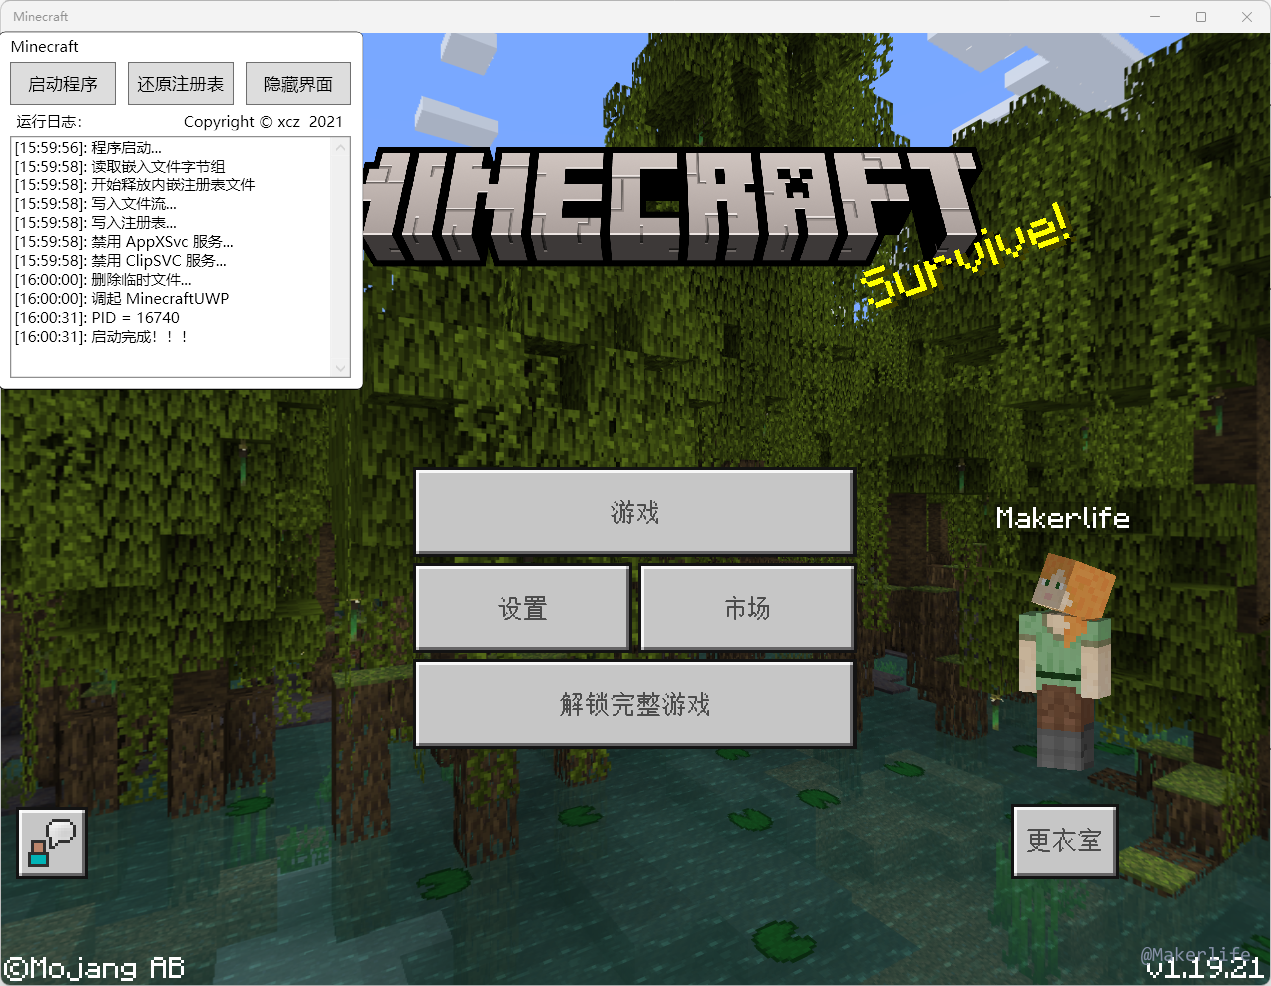 Minecraft
Minecraft
启动程序 还原注册表 隐藏界面
运行日志: Copyright © xcz 2021
[15:59:56]: 程序启动...
[15:59:58]: 读取嵌入文件字节组
[15:59:58]: 开始释放内嵌注册表文件
[15:59:58]: 写入文件流...
[15:59:58]: 写入注册表...
[15:59:58]: 禁用 AppXSvc 服务...
[15:59:58]: 禁用 ClipSVC 服务...
[16:00:00]: 删除临时文件...
[16:00:00]: 调起 MinecraftUWP
[16:00:31]: PID = 16740
[16:00:31]: 启动完成！！！
MINECRAFT
Survive!
游戏
Makerlife
设置 市场
解锁完整游戏
更衣室
@Makerlife
©Mojang AB v1.19.21